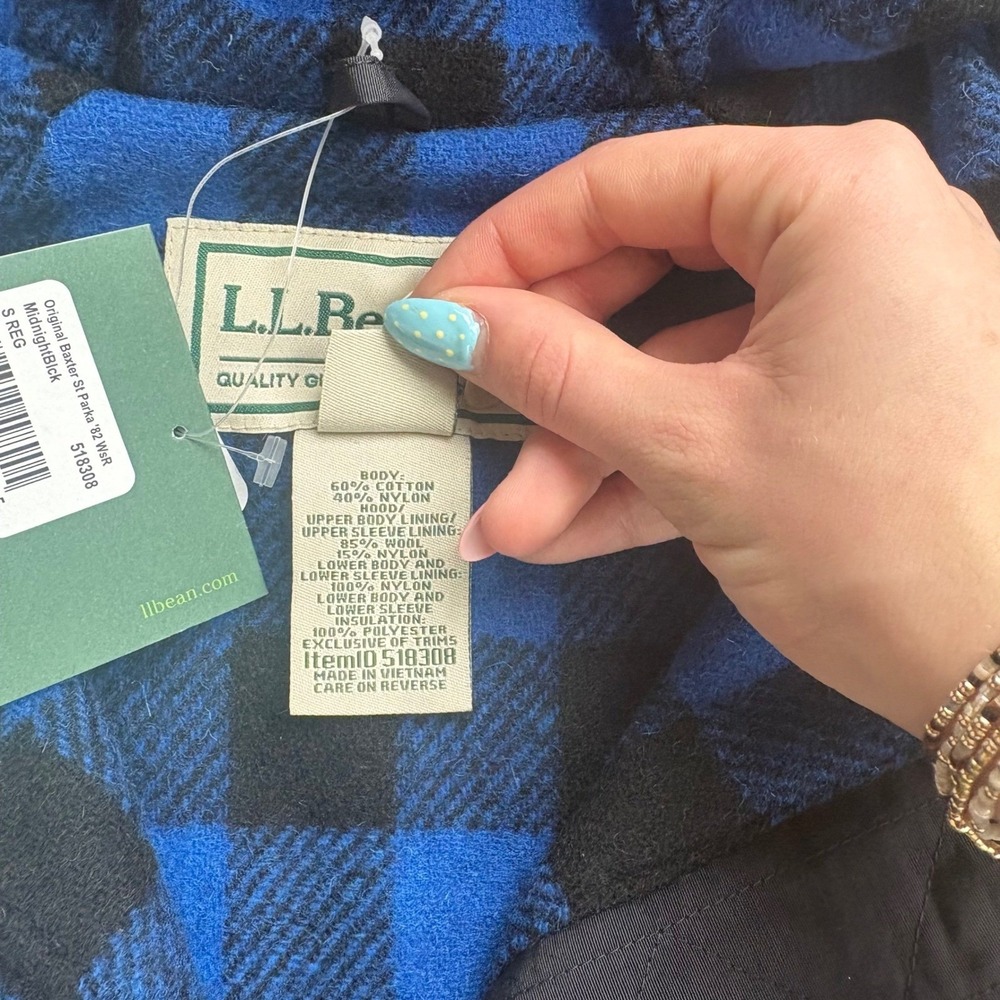 Original Baxter St Parka '82 WsR
MidnightBlck
S REG
518308
llbean.com
L.L.Be
QUALITY G
BODY:
60% COTTON
40% NYLON
HOOD/
UPPER BODY LINING/
UPPER SLEEVE LINING:
85% WOOL
15% NYLON
LOWER BODY AND
LOWER SLEEVE LINING:
100% NYLON
LOWER BODY AND
LOWER SLEEVE
INSULATION:
100% POLYESTER
EXCLUSIVE OF TRIMS
ItemID 518308
MADE IN VIETNAM
CARE ON REVERSE